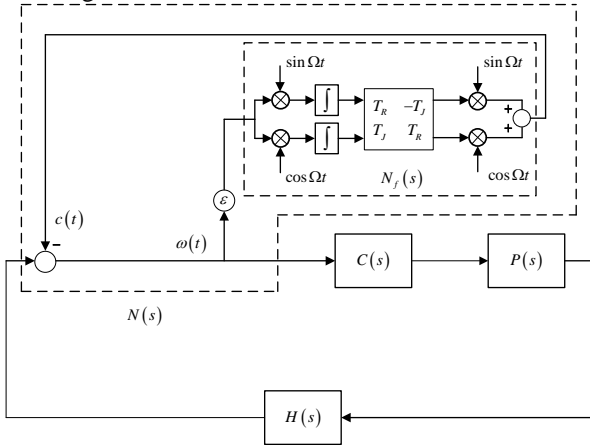 sin Ωt
sin Ωt
∫
T_R −T_J
+
∫
T_J T_R
+
cos Ωt
N_f(s)
cos Ωt
ε
c(t)
−
ω(t)
C(s)
P(s)
N(s)
H(s)